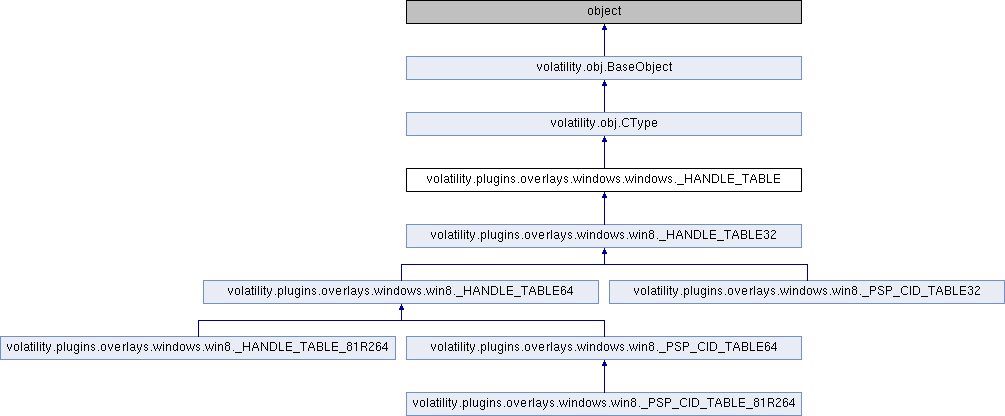 object
volatility.obj.BaseObject
volatility.obj.CType
volatility.plugins.overlays.windows.windows._HANDLE_TABLE
volatility.plugins.overlays.windows.win8._HANDLE_TABLE32
volatility.plugins.overlays.windows.win8._HANDLE_TABLE64
volatility.plugins.overlays.windows.win8._PSP_CID_TABLE32
volatility.plugins.overlays.windows.win8._HANDLE_TABLE_81R264
volatility.plugins.overlays.windows.win8._PSP_CID_TABLE64
volatility.plugins.overlays.windows.win8._PSP_CID_TABLE_81R264